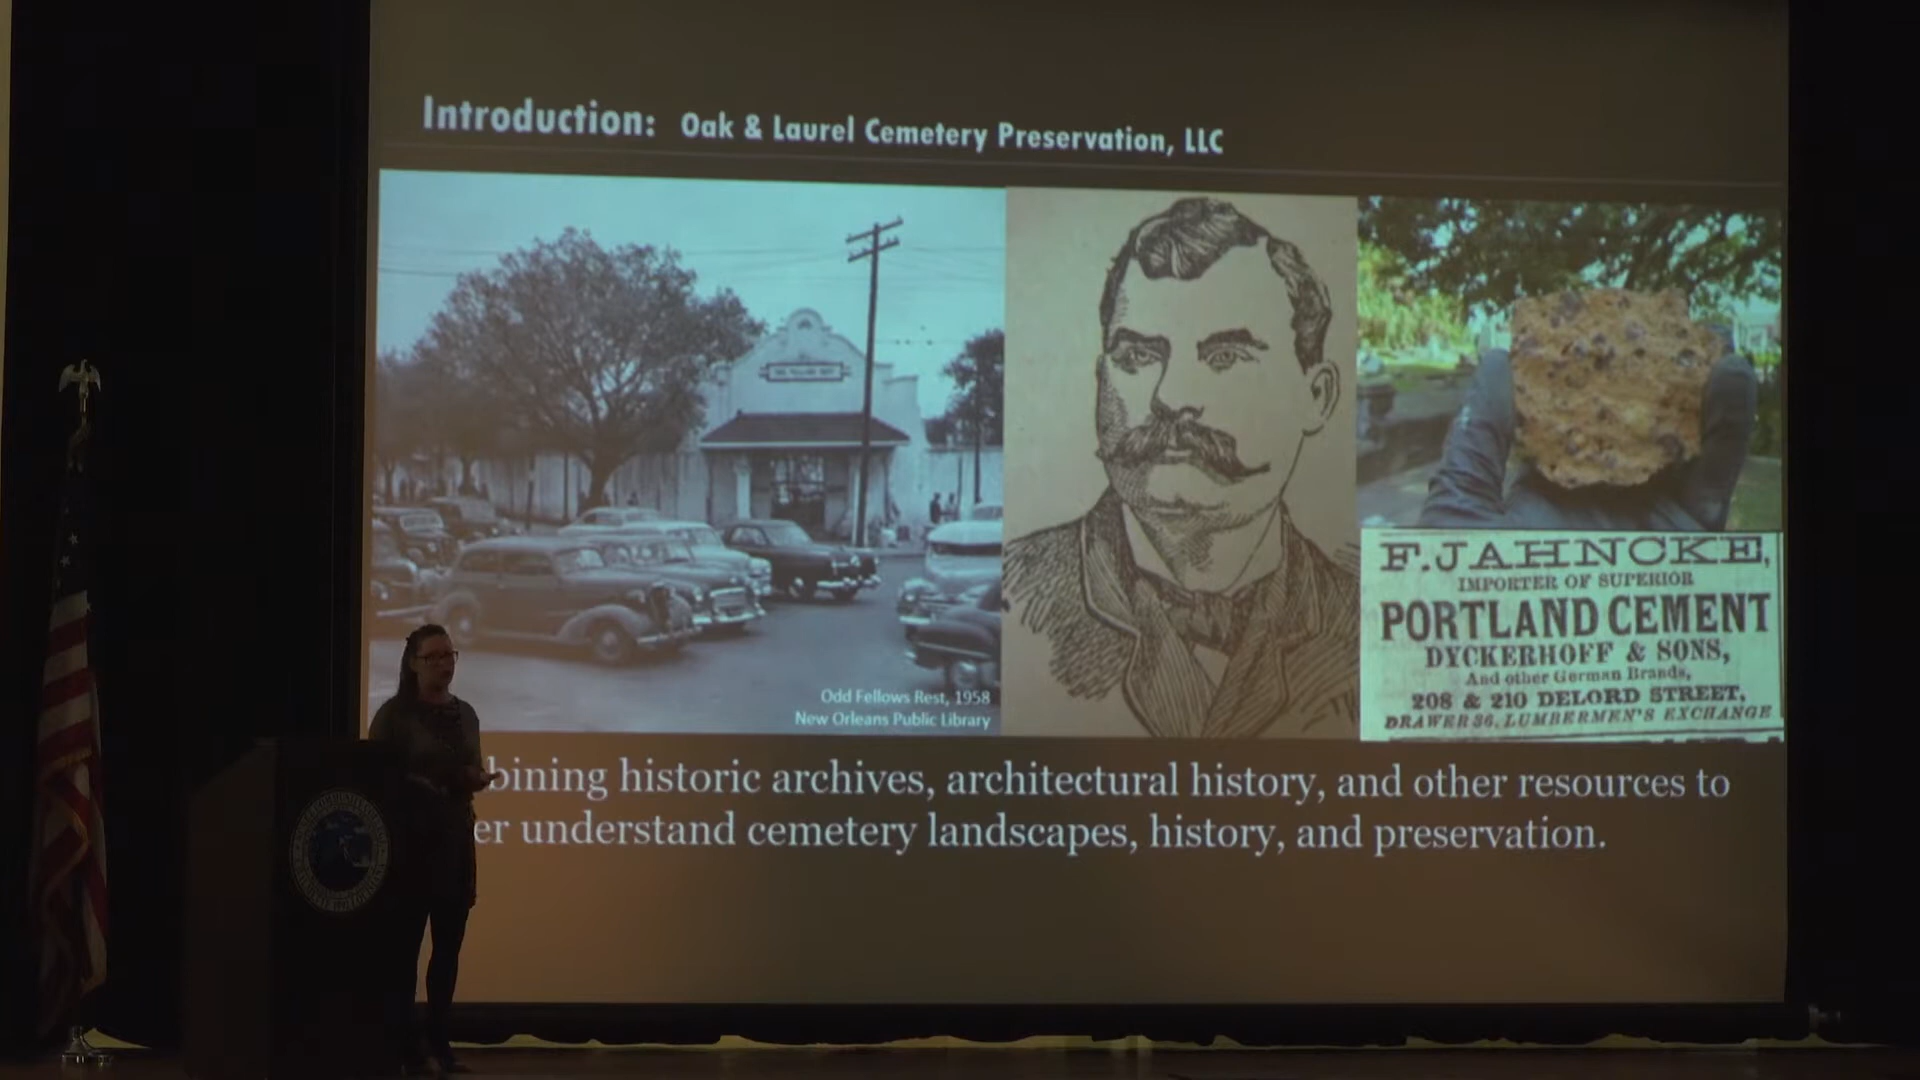 Introduction: Oak & Laurel Cemetery Preservation, LLC
Odd Fellows Rest, 1958
New Orleans Public Library
F. JAHNCKE,
IMPORTER OF SUPERIOR
PORTLAND CEMENT
DYCKERHOFF & SONS,
And other German Brands,
208 & 210 DELORD STREET,
DRAWER 36, LUMBERMEN'S EXCHANGE
bining historic archives, architectural history, and other resources to
er understand cemetery landscapes, history, and preservation.